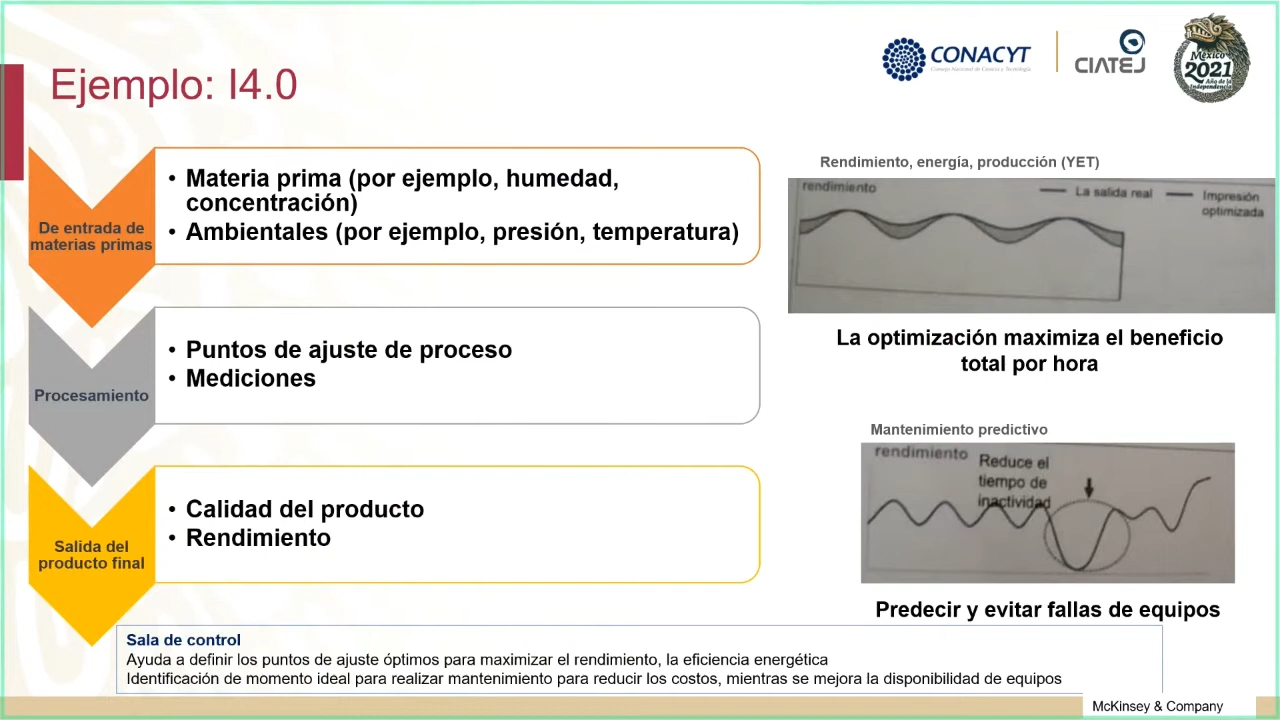 Ejemplo: I4.0
CONACYT
Consejo Nacional de Ciencia y Tecnología
CIATEJ
México
2021
Año de la
Independencia
De entrada de
materias primas
• Materia prima (por ejemplo, humedad,
concentración)
• Ambientales (por ejemplo, presión, temperatura)
Procesamiento
• Puntos de ajuste de proceso
• Mediciones
Salida del
producto final
• Calidad del producto
• Rendimiento
Rendimiento, energía, producción (YET)
rendimiento
La salida real
Impresión
optimizada
La optimización maximiza el beneficio
total por hora
Mantenimiento predictivo
rendimiento
Reduce el
tiempo de
inactividad
Predecir y evitar fallas de equipos
Sala de control
Ayuda a definir los puntos de ajuste óptimos para maximizar el rendimiento, la eficiencia energética
Identificación de momento ideal para realizar mantenimiento para reducir los costos, mientras se mejora la disponibilidad de equipos
McKinsey & Company